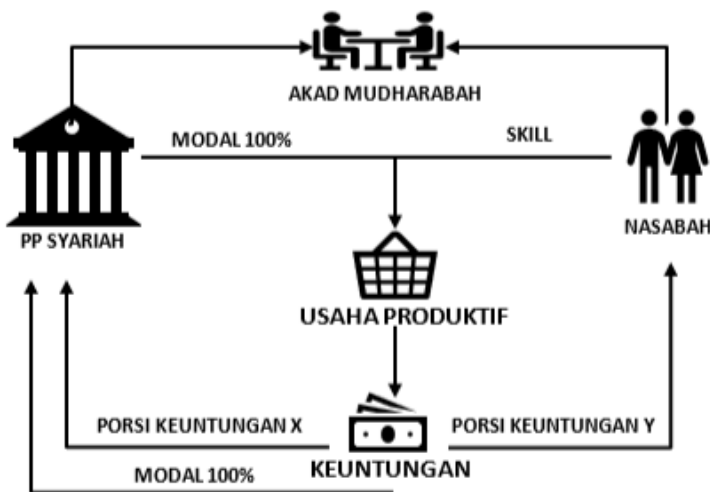 AKAD MUDHARABAH
MODAL 100%
SKILL
PP SYARIAH
NASABAH
USAHA PRODUKTIF
PORSI KEUNTUNGAN X
PORSI KEUNTUNGAN Y
KEUNTUNGAN
MODAL 100%